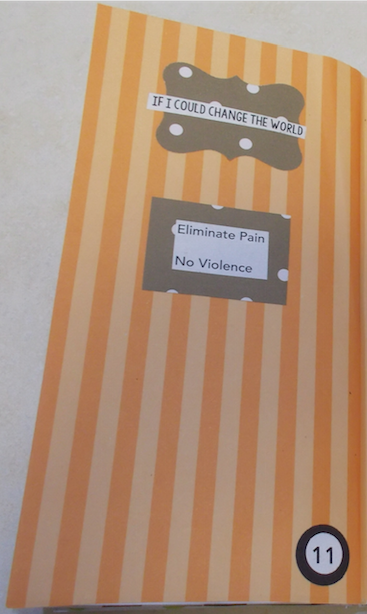 IF I COULD CHANGE THE WORLD
Eliminate Pain
No Violence
11